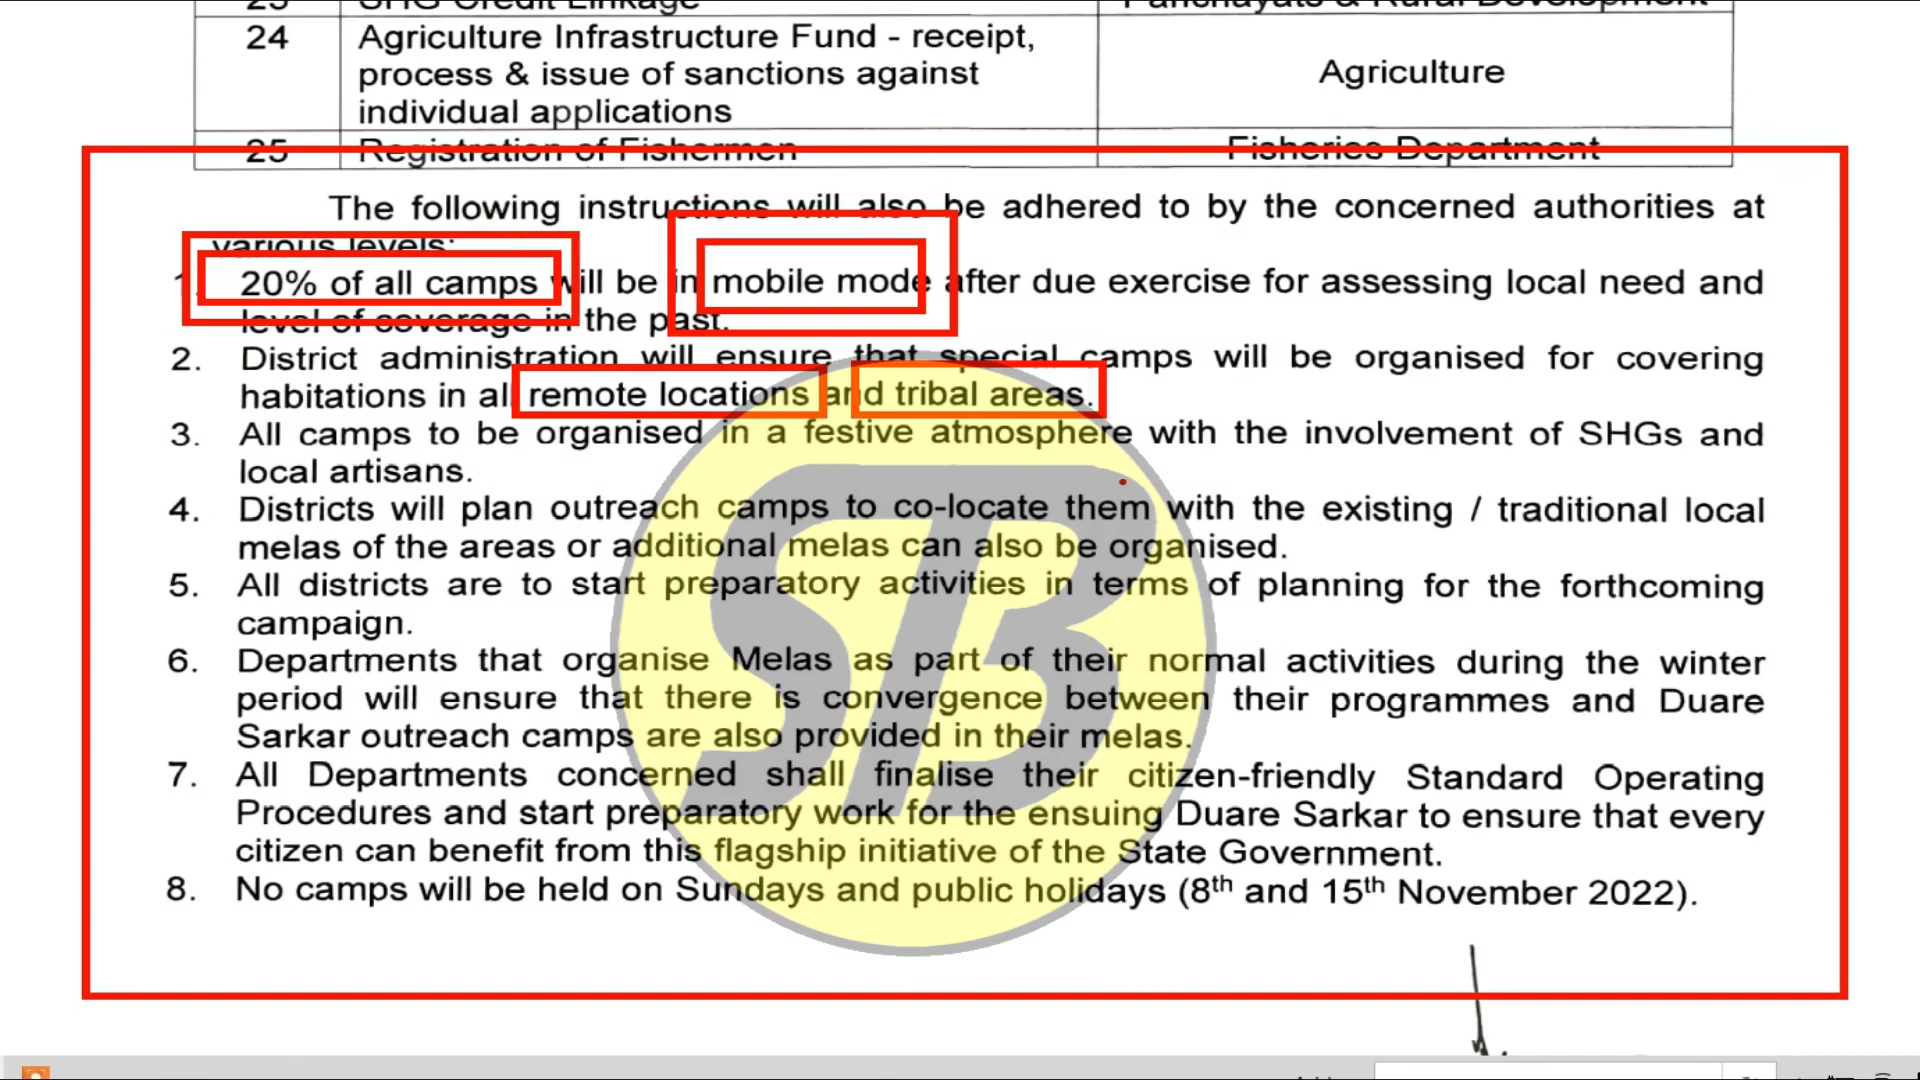 23 SHG Credit Linkage Panchayats & Rural Development
24 Agriculture Infrastructure Fund - receipt,
process & issue of sanctions against
individual applications
Agriculture
25 Registration of Fishermen Fisheries Department
The following instructions will also be adhered to by the concerned authorities at
various levels:
1. 20% of all camps will be in mobile mode after due exercise for assessing local need and
level of coverage in the past.
2. District administration will ensure that special camps will be organised for covering
habitations in all remote locations and tribal areas.
3. All camps to be organised in a festive atmosphere with the involvement of SHGs and
local artisans.
4. Districts will plan outreach camps to co-locate them with the existing / traditional local
melas of the areas or additional melas can also be organised.
5. All districts are to start preparatory activities in terms of planning for the forthcoming
campaign.
6. Departments that organise Melas as part of their normal activities during the winter
period will ensure that there is convergence between their programmes and Duare
Sarkar outreach camps are also provided in their melas.
7. All Departments concerned shall finalise their citizen-friendly Standard Operating
Procedures and start preparatory work for the ensuing Duare Sarkar to ensure that every
citizen can benefit from this flagship initiative of the State Government.
8. No camps will be held on Sundays and public holidays (8th and 15th November 2022).
STB